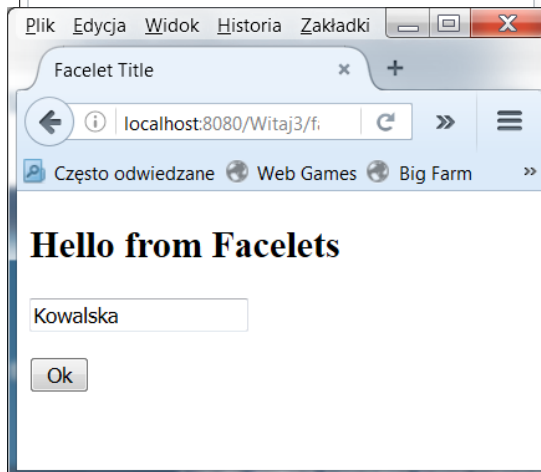 Plik Edycja Widok Historia Zakładki
Facelet Title
localhost:8080/Witaj3/fa
Często odwiedzane Web Games Big Farm
Hello from Facelets
Kowalska
Ok